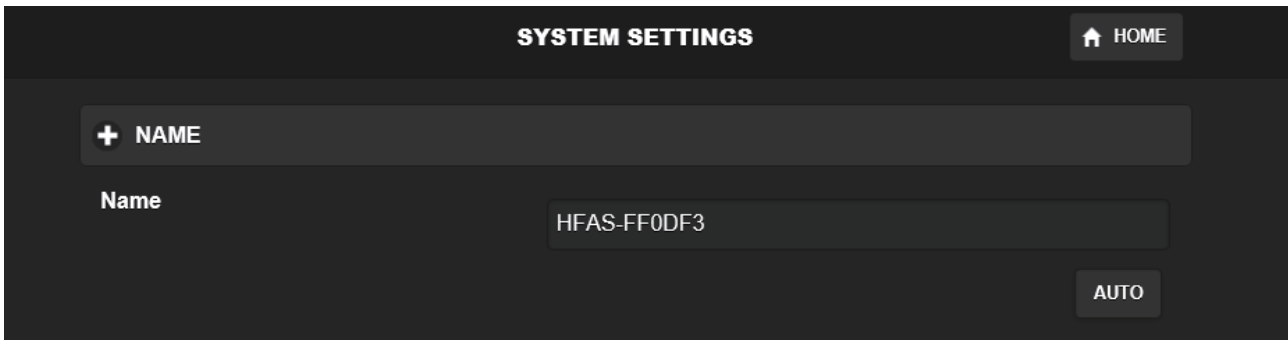 SYSTEM SETTINGS
HOME
NAME
Name
HFAS-FF0DF3
AUTO